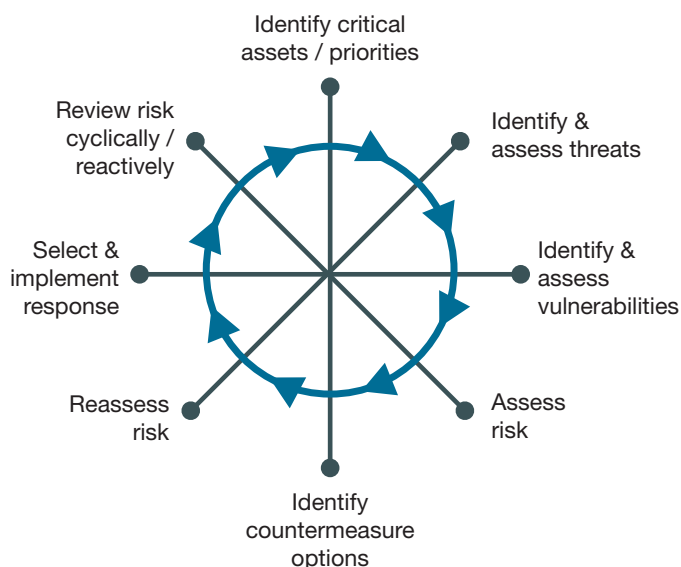 Identify critical
assets / priorities
Identify &
assess threats
Identify &
assess
vulnerabilities
Assess
risk
Identify
countermeasure
options
Reassess
risk
Select &
implement
response
Review risk
cyclically /
reactively